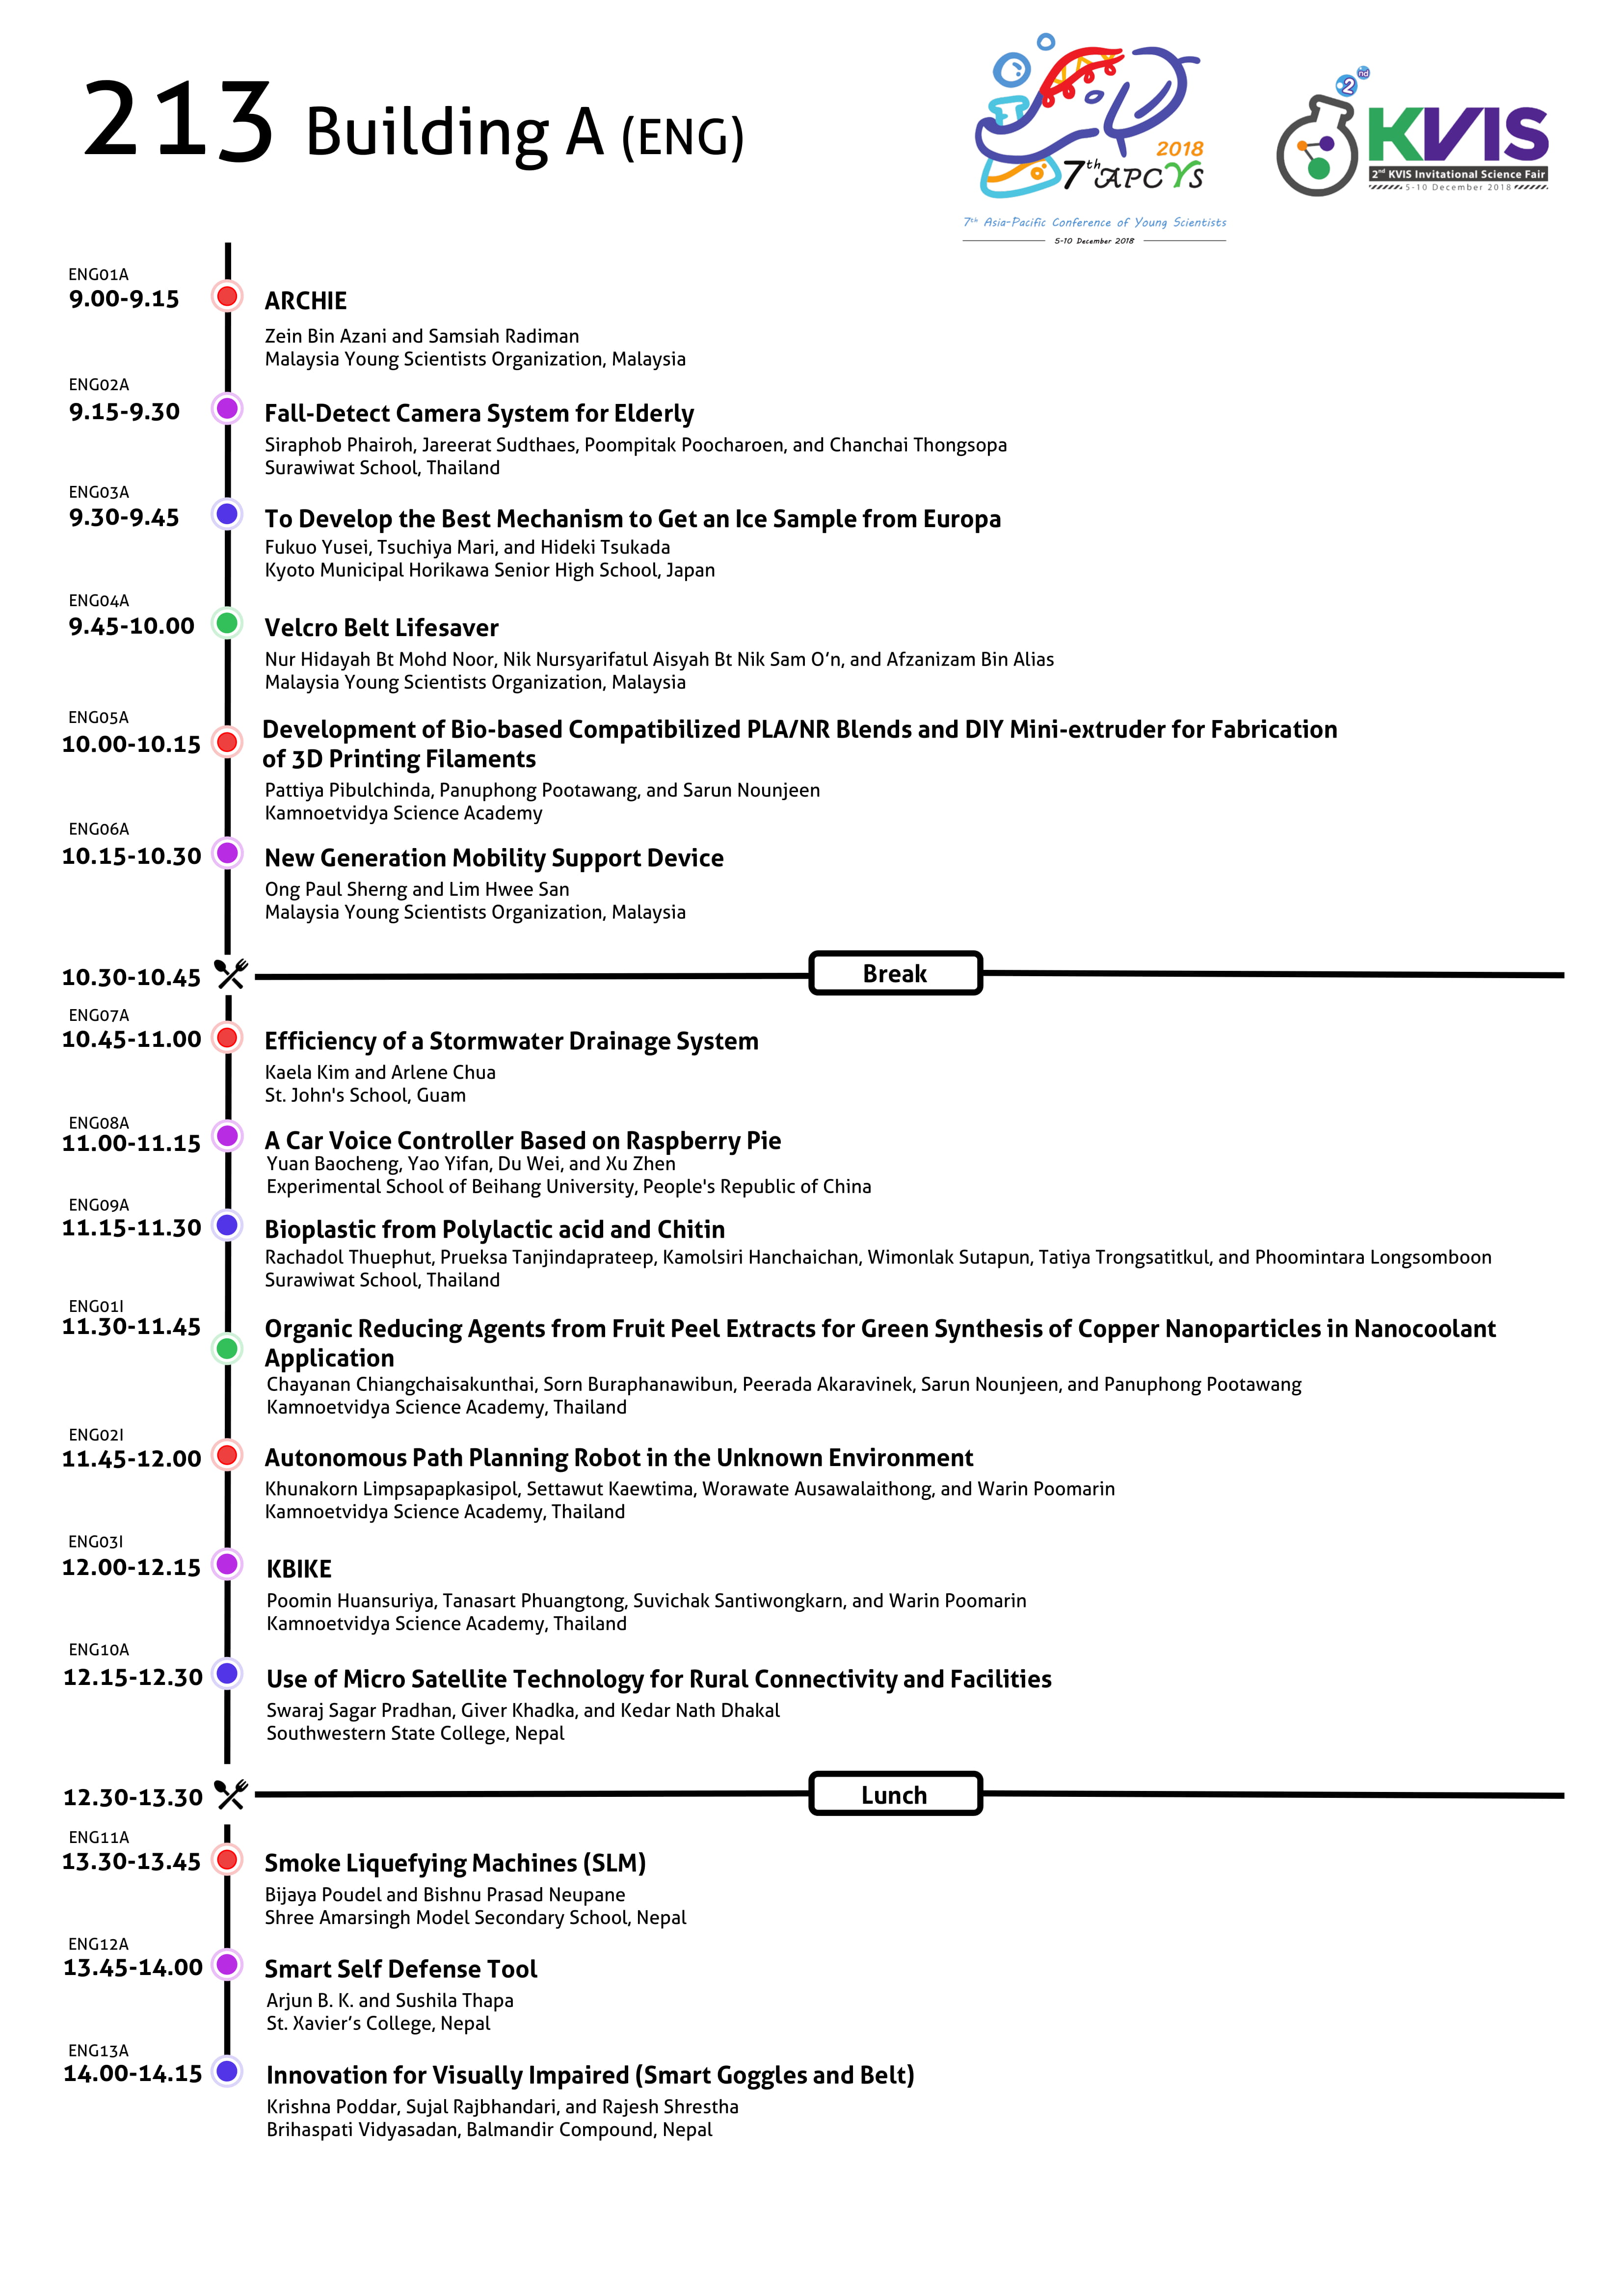 213 Building A (ENG)
2018
7th APCYS
7th Asia-Pacific Conference of Young Scientists
5-10 December 2018
2nd
KVIS
2nd KVIS Invitational Science Fair
5-10 December 2018
ENG01A
9.00-9.15
ARCHIE
Zein Bin Azani and Samsiah Radiman
Malaysia Young Scientists Organization, Malaysia
ENG02A
9.15-9.30
Fall-Detect Camera System for Elderly
Siraphob Phairoh, Jareerat Sudthaes, Poompitak Poocharoen, and Chanchai Thongsopa
Surawiwat School, Thailand
ENG03A
9.30-9.45
To Develop the Best Mechanism to Get an Ice Sample from Europa
Fukuo Yusei, Tsuchiya Mari, and Hideki Tsukada
Kyoto Municipal Horikawa Senior High School, Japan
ENG04A
9.45-10.00
Velcro Belt Lifesaver
Nur Hidayah Bt Mohd Noor, Nik Nursyarifatul Aisyah Bt Nik Sam O’n, and Afzanizam Bin Alias
Malaysia Young Scientists Organization, Malaysia
ENG05A
10.00-10.15
Development of Bio-based Compatibilized PLA/NR Blends and DIY Mini-extruder for Fabrication
of 3D Printing Filaments
Pattiya Pibulchinda, Panuphong Pootawang, and Sarun Nounjeen
Kamnoetvidya Science Academy
ENG06A
10.15-10.30
New Generation Mobility Support Device
Ong Paul Sherng and Lim Hwee San
Malaysia Young Scientists Organization, Malaysia
10.30-10.45
Break
ENG07A
10.45-11.00
Efficiency of a Stormwater Drainage System
Kaela Kim and Arlene Chua
St. John's School, Guam
ENG08A
11.00-11.15
A Car Voice Controller Based on Raspberry Pie
Yuan Baocheng, Yao Yifan, Du Wei, and Xu Zhen
Experimental School of Beihang University, People's Republic of China
ENG09A
11.15-11.30
Bioplastic from Polylactic acid and Chitin
Rachadol Thuephut, Prueksa Tanjindaprateep, Kamolsiri Hanchaichan, Wimonlak Sutapun, Tatiya Trongsatitkul, and Phoomintara Longsomboon
Surawiwat School, Thailand
ENG01I
11.30-11.45
Organic Reducing Agents from Fruit Peel Extracts for Green Synthesis of Copper Nanoparticles in Nanocoolant
Application
Chayanan Chiangchaisakunthai, Sorn Buraphanawibun, Peerada Akaravinek, Sarun Nounjeen, and Panuphong Pootawang
Kamnoetvidya Science Academy, Thailand
ENG02I
11.45-12.00
Autonomous Path Planning Robot in the Unknown Environment
Khunakorn Limpsapapkasipol, Settawut Kaewtima, Worawate Ausawalaithong, and Warin Poomarin
Kamnoetvidya Science Academy, Thailand
ENG03I
12.00-12.15
KBIKE
Poomin Huansuriya, Tanasart Phuangtong, Suvichak Santiwongkarn, and Warin Poomarin
Kamnoetvidya Science Academy, Thailand
ENG10A
12.15-12.30
Use of Micro Satellite Technology for Rural Connectivity and Facilities
Swaraj Sagar Pradhan, Giver Khadka, and Kedar Nath Dhakal
Southwestern State College, Nepal
12.30-13.30
Lunch
ENG11A
13.30-13.45
Smoke Liquefying Machines (SLM)
Bijaya Poudel and Bishnu Prasad Neupane
Shree Amarsingh Model Secondary School, Nepal
ENG12A
13.45-14.00
Smart Self Defense Tool
Arjun B. K. and Sushila Thapa
St. Xavier’s College, Nepal
ENG13A
14.00-14.15
Innovation for Visually Impaired (Smart Goggles and Belt)
Krishna Poddar, Sujal Rajbhandari, and Rajesh Shrestha
Brihaspati Vidyasadan, Balmandir Compound, Nepal